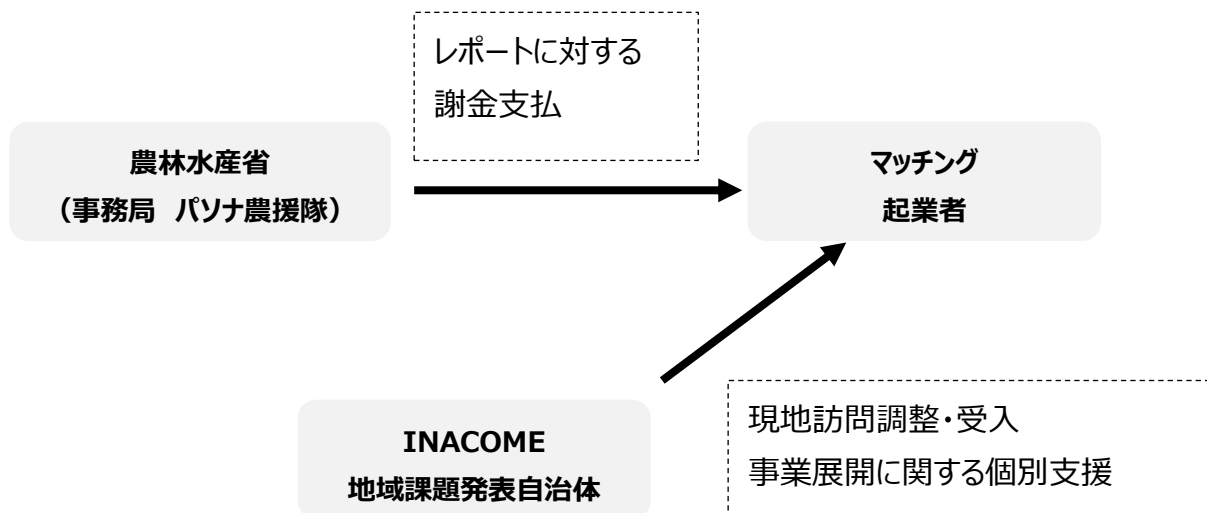 レポートに対する
謝金支払
農林水産省
（事務局　パソナ農援隊）
マッチング
起業者
INACOME
地域課題発表自治体
現地訪問調整・受入
事業展開に関する個別支援